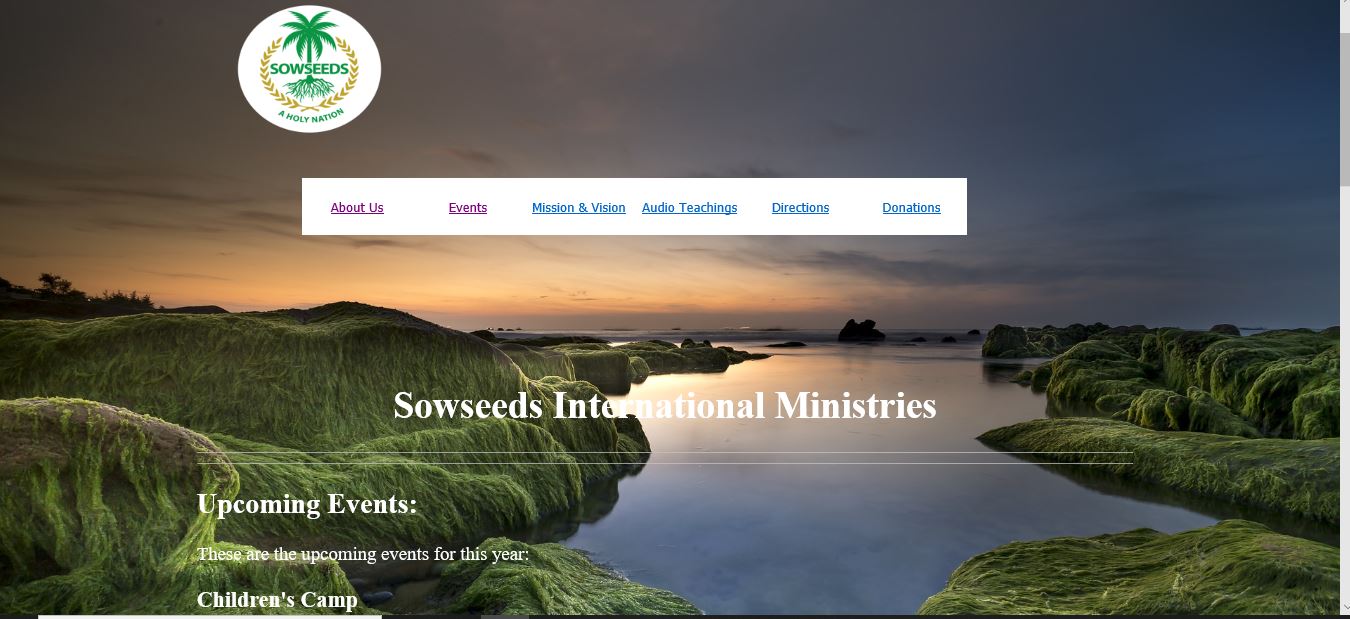 SOWSEEDS
A HOLY NATION
About Us Events Mission & Vision Audio Teachings Directions Donations
Sowseeds International Ministries
Upcoming Events:
These are the upcoming events for this year:
Children's Camp